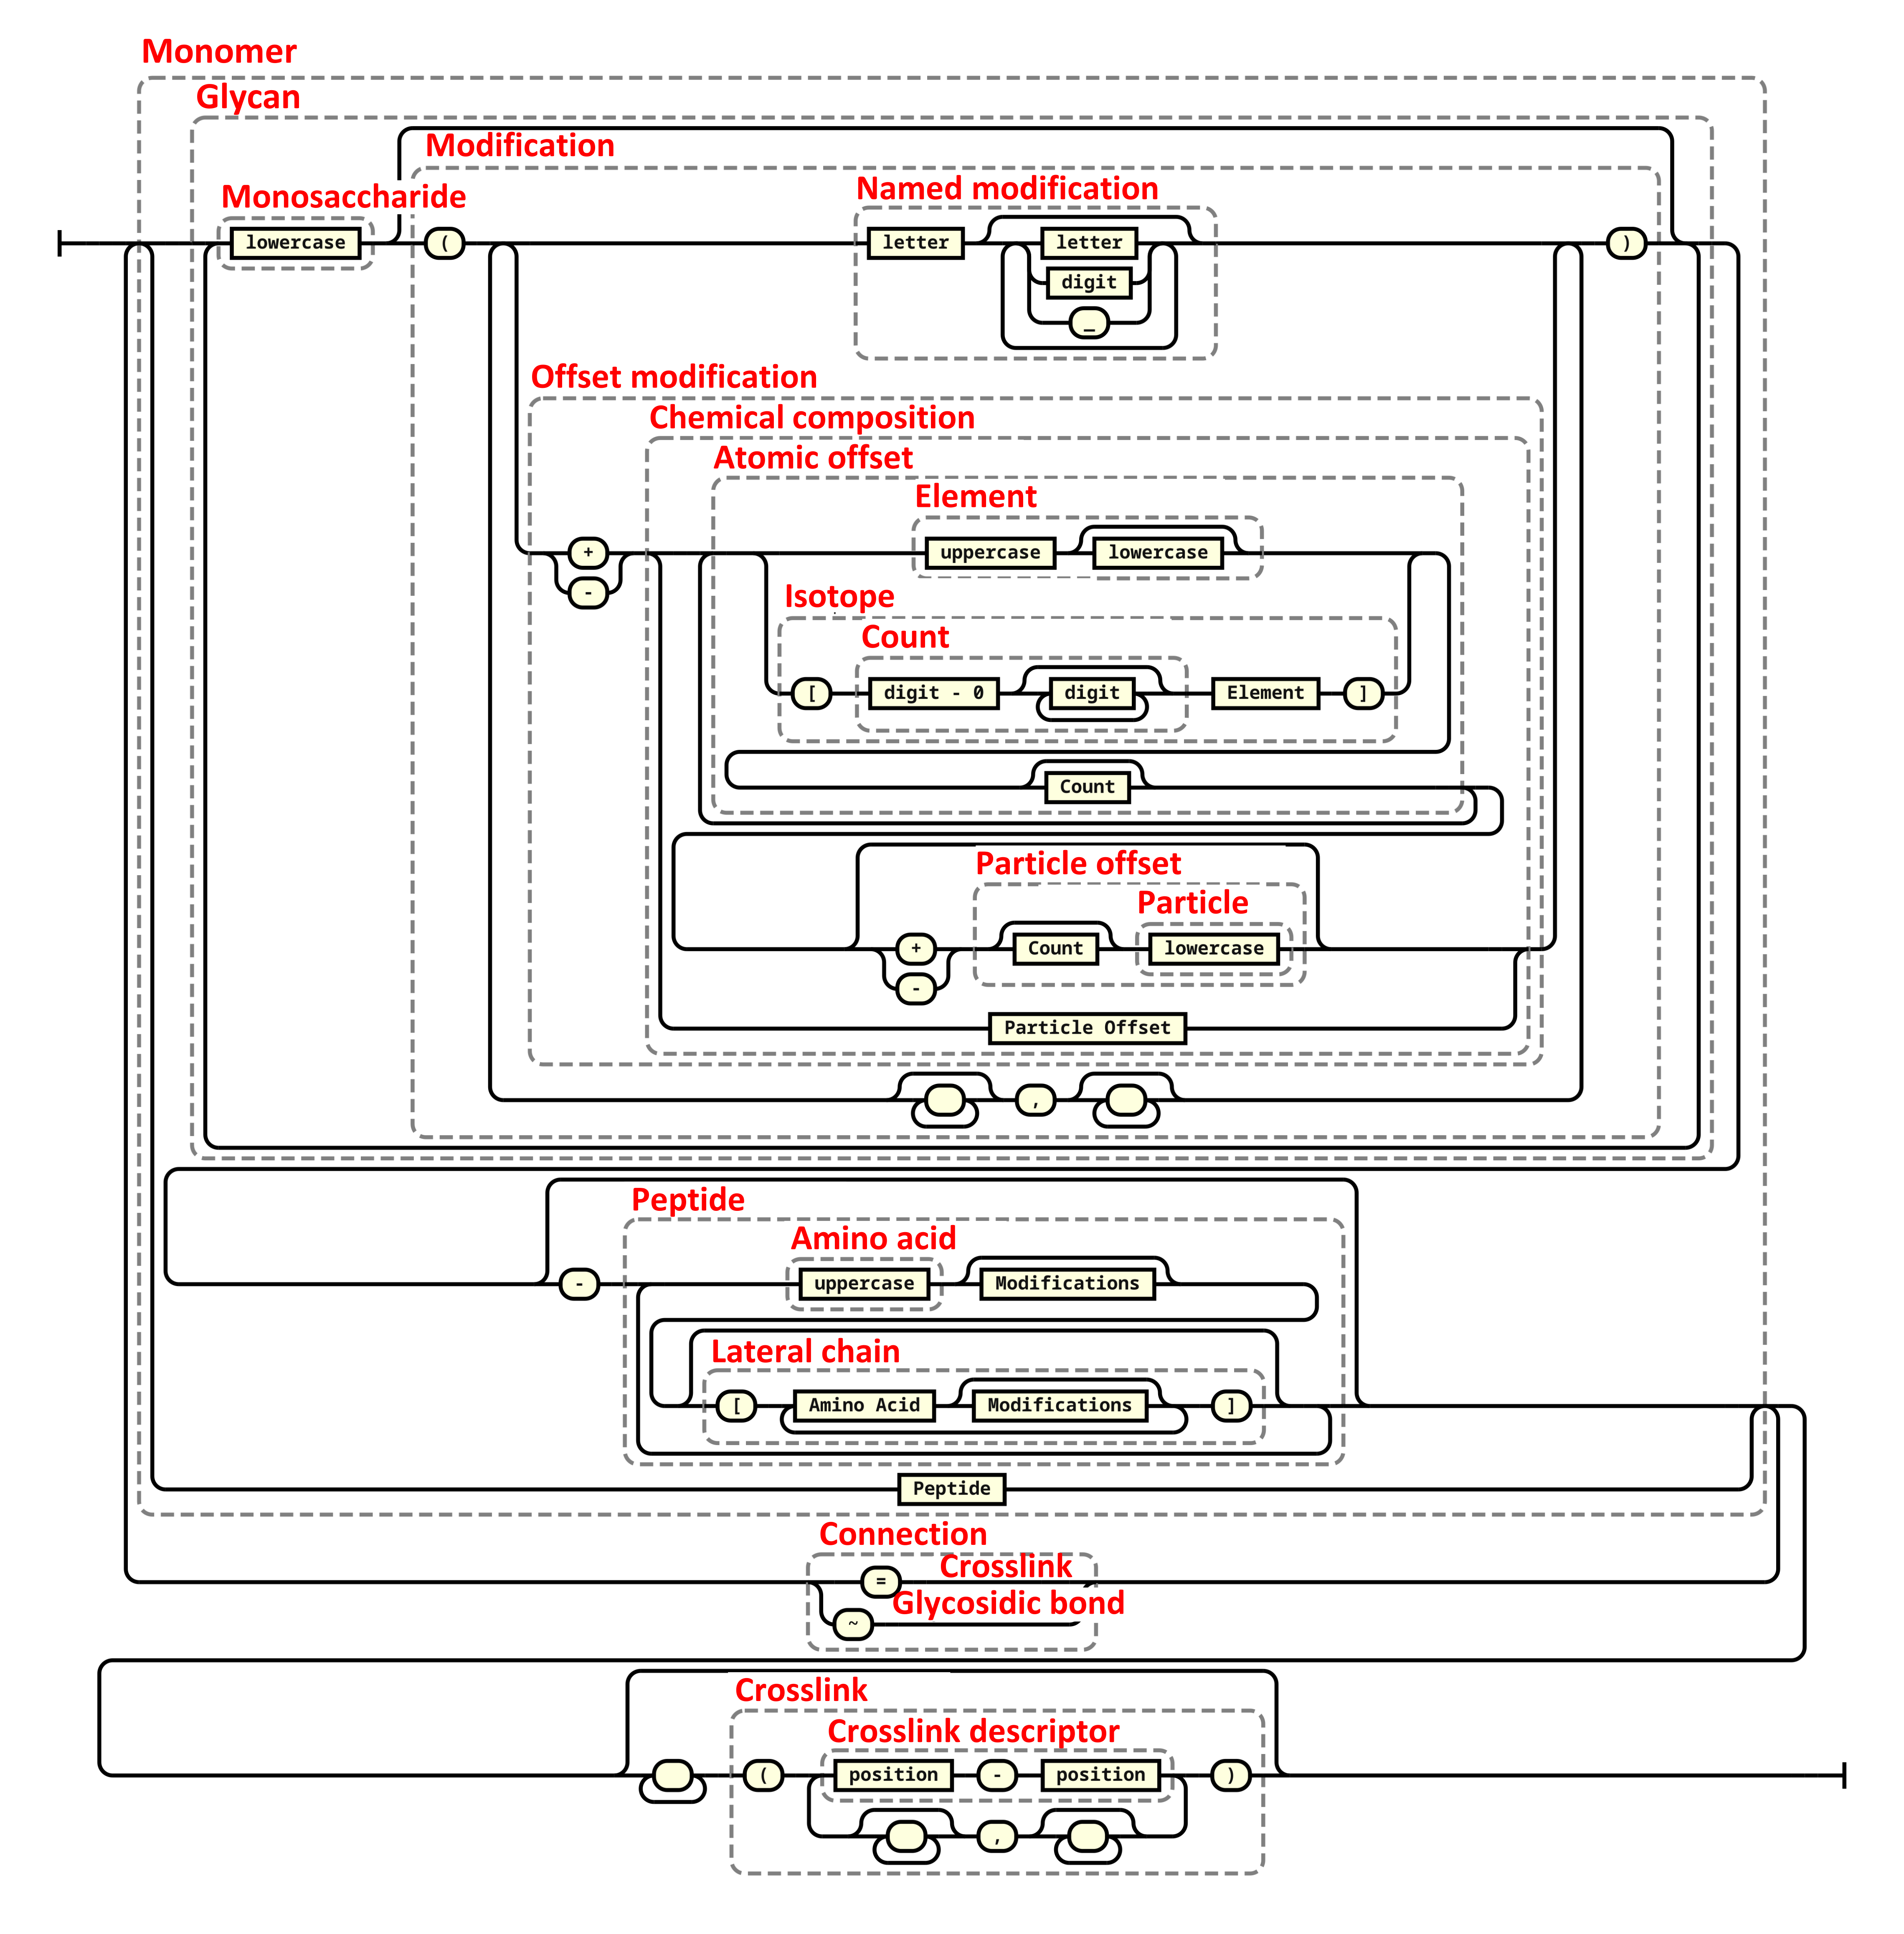 Monomer
Glycan
Modification
Monosaccharide
Named modification
lowercase ( letter letter )
digit
_
Offset modification
Chemical composition
Atomic offset
Element
+ uppercase lowercase
-
Isotope
Count
[ digit - 0 digit Element ]
Count
Particle offset
Particle
+ Count lowercase
-
Particle Offset
,
Peptide
Amino acid
- uppercase Modifications
Lateral chain
[ Amino Acid Modifications ]
Peptide
Connection
= Crosslink
~ Glycosidic bond
Crosslink
Crosslink descriptor
( position - position )
,